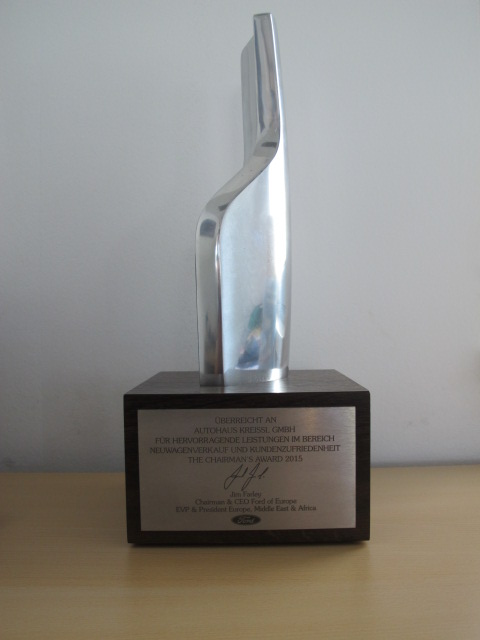 ÜBERREICHT AN
AUTOHAUS KREISSL GMBH
FÜR HERVORRAGENDE LEISTUNGEN IM BEREICH
NEUWAGENVERKAUF UND KUNDENZUFRIEDENHEIT
THE CHAIRMAN'S AWARD 2015
Jim Farley
Chairman & CEO Ford of Europe
EVP & President Europe, Middle East & Africa
Ford